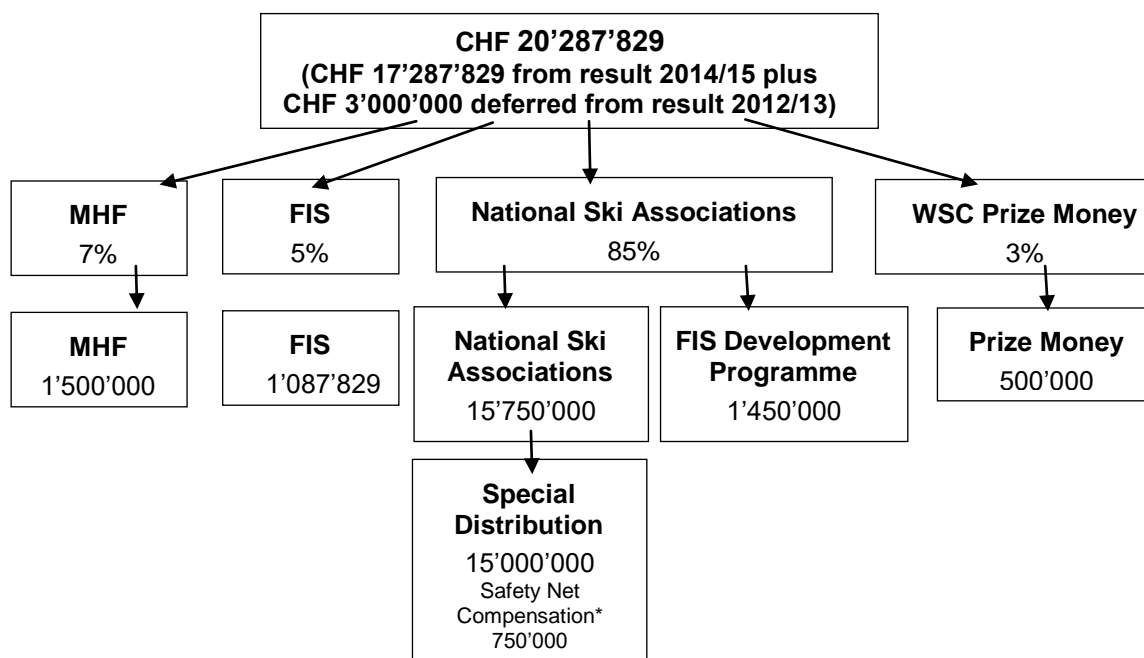 CHF 20’287’829
(CHF 17’287’829 from result 2014/15 plus
CHF 3’000’000 deferred from result 2012/13)
MHF
7%
FIS
5%
National Ski Associations
85%
WSC Prize Money
3%
MHF
1’500’000
FIS
1’087’829
National Ski
Associations
15’750’000
FIS Development
Programme
1’450’000
Prize Money
500’000
Special
Distribution
15’000’000
Safety Net
Compensation*
750’000